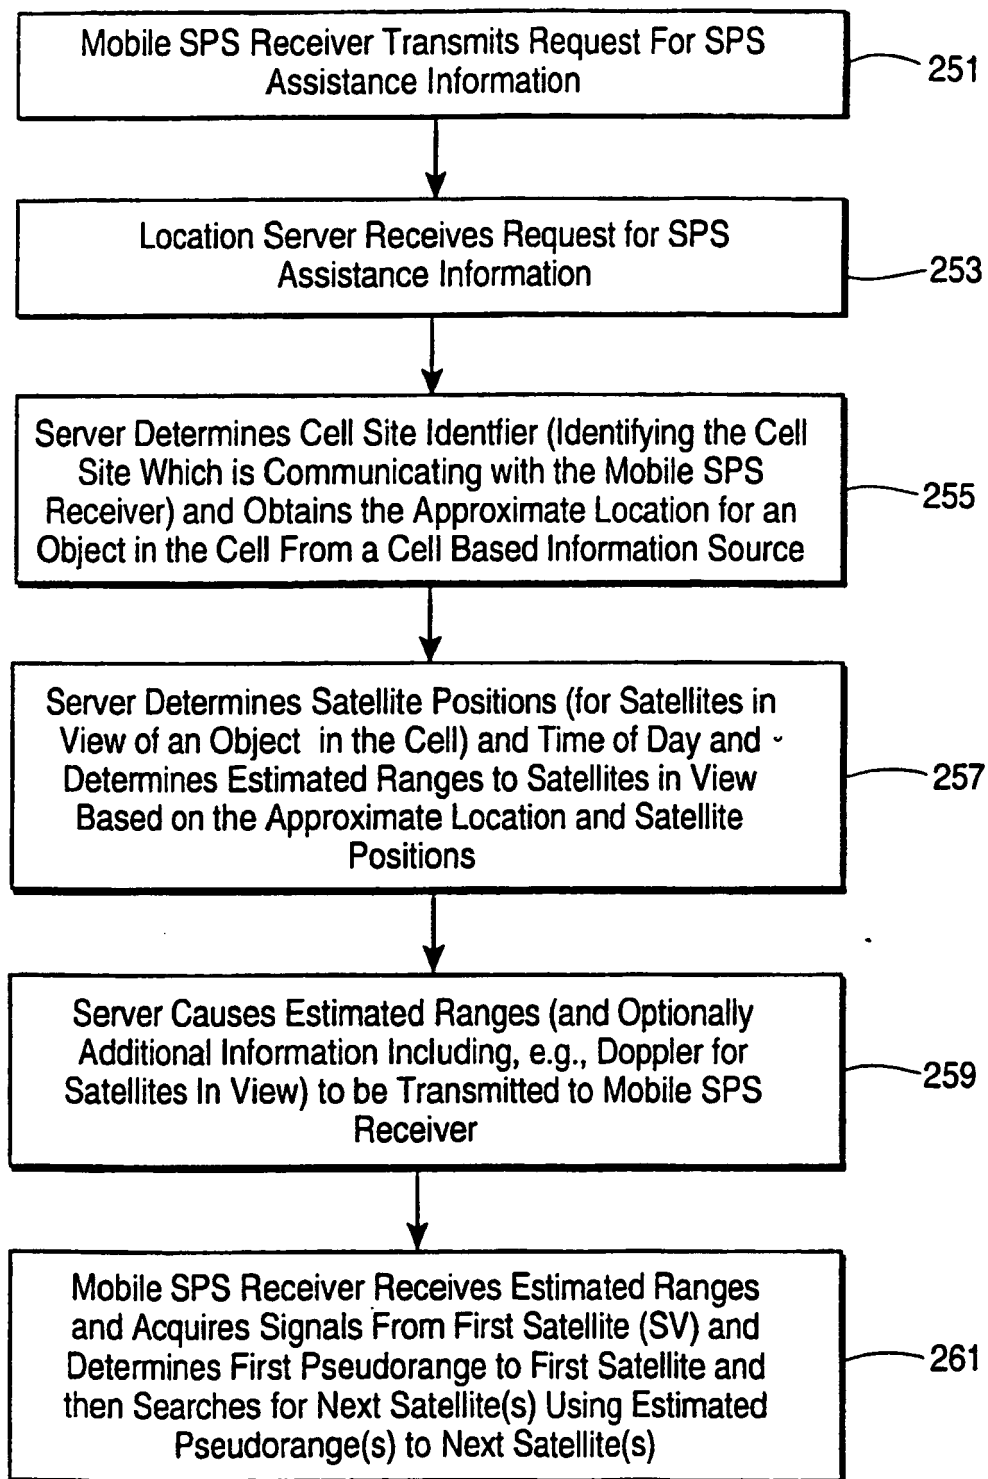 Mobile SPS Receiver Transmits Request For SPS
Assistance Information
251
Location Server Receives Request for SPS
Assistance Information
253
Server Determines Cell Site Identfier (Identifying the Cell
Site Which is Communicating with the Mobile SPS
Receiver) and Obtains the Approximate Location for an
Object in the Cell From a Cell Based Information Source
255
Server Determines Satellite Positions (for Satellites in
View of an Object in the Cell) and Time of Day and
Determines Estimated Ranges to Satellites in View
Based on the Approximate Location and Satellite
Positions
257
Server Causes Estimated Ranges (and Optionally
Additional Information Including, e.g., Doppler for
Satellites In View) to be Transmitted to Mobile SPS
Receiver
259
Mobile SPS Receiver Receives Estimated Ranges
and Acquires Signals From First Satellite (SV) and
Determines First Pseudorange to First Satellite and
then Searches for Next Satellite(s) Using Estimated
Pseudorange(s) to Next Satellite(s)
261